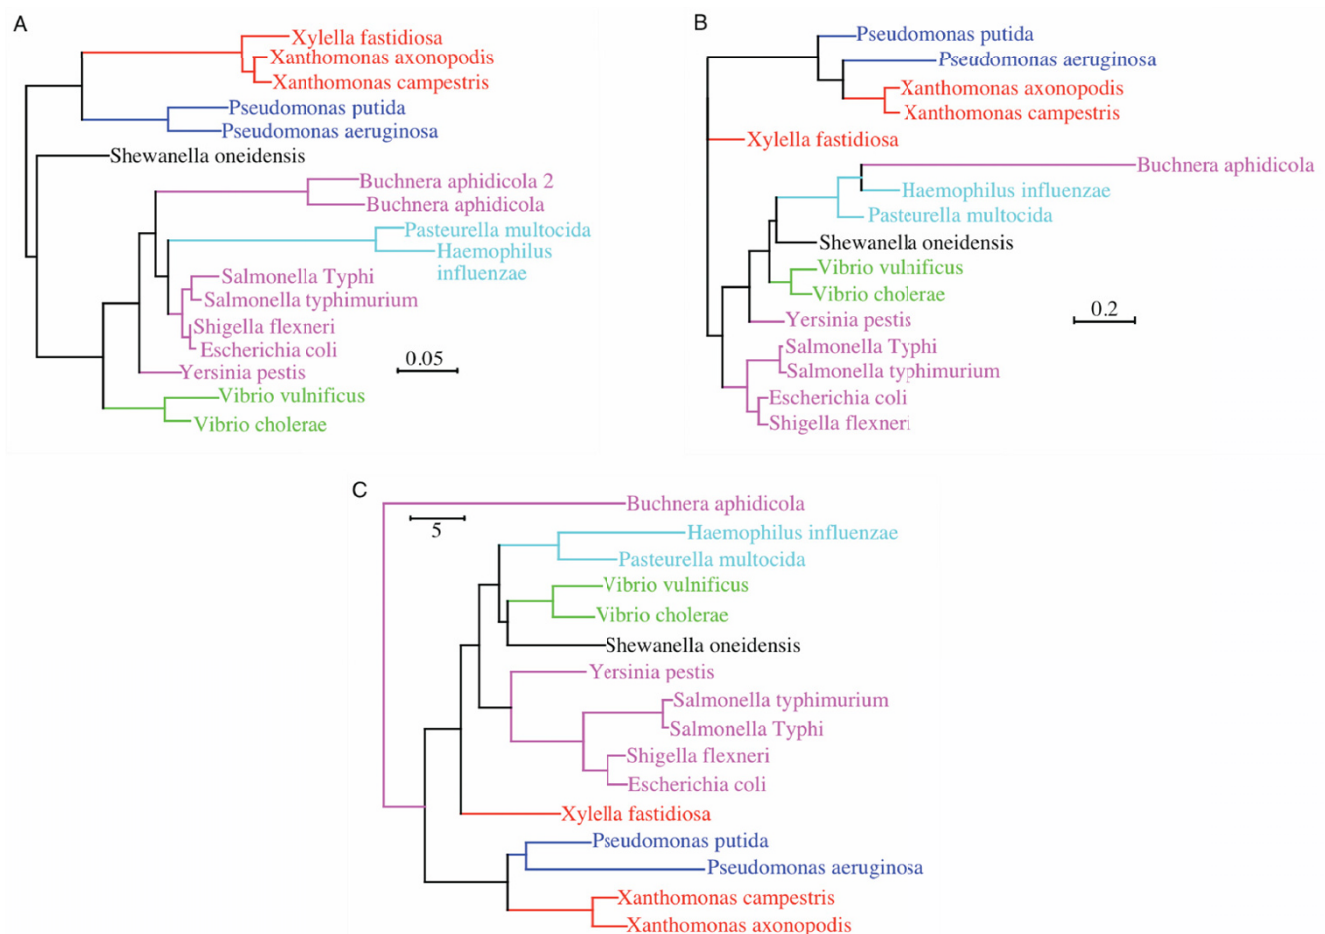 A
Xylella fastidiosa
Xanthomonas axonopodis
Xanthomonas campestris
Pseudomonas putida
Pseudomonas aeruginosa
Shewanella oneidensis
Buchnera aphidicola 2
Buchnera aphidicola
Pasteurella multocida
Haemophilus
influenzae
Salmonella Typhi
Salmonella typhimurium
Shigella flexneri
Escherichia coli
0.05
Yersinia pestis
Vibrio vulnificus
Vibrio cholerae
B
Pseudomonas putida
Pseudomonas aeruginosa
Xanthomonas axonopodis
Xanthomonas campestris
Xylella fastidiosa
Buchnera aphidicola
Haemophilus influenzae
Pasteurella multocida
Shewanella oneidensis
Vibrio vulnificus
Vibrio cholerae
0.2
Yersinia pestis
Salmonella Typhi
Salmonella typhimurium
Escherichia coli
Shigella flexneri
C
Buchnera aphidicola
5
Haemophilus influenzae
Pasteurella multocida
Vibrio vulnificus
Vibrio cholerae
Shewanella oneidensis
Yersinia pestis
Salmonella typhimurium
Salmonella Typhi
Shigella flexneri
Escherichia coli
Xylella fastidiosa
Pseudomonas putida
Pseudomonas aeruginosa
Xanthomonas campestris
Xanthomonas axonopodis